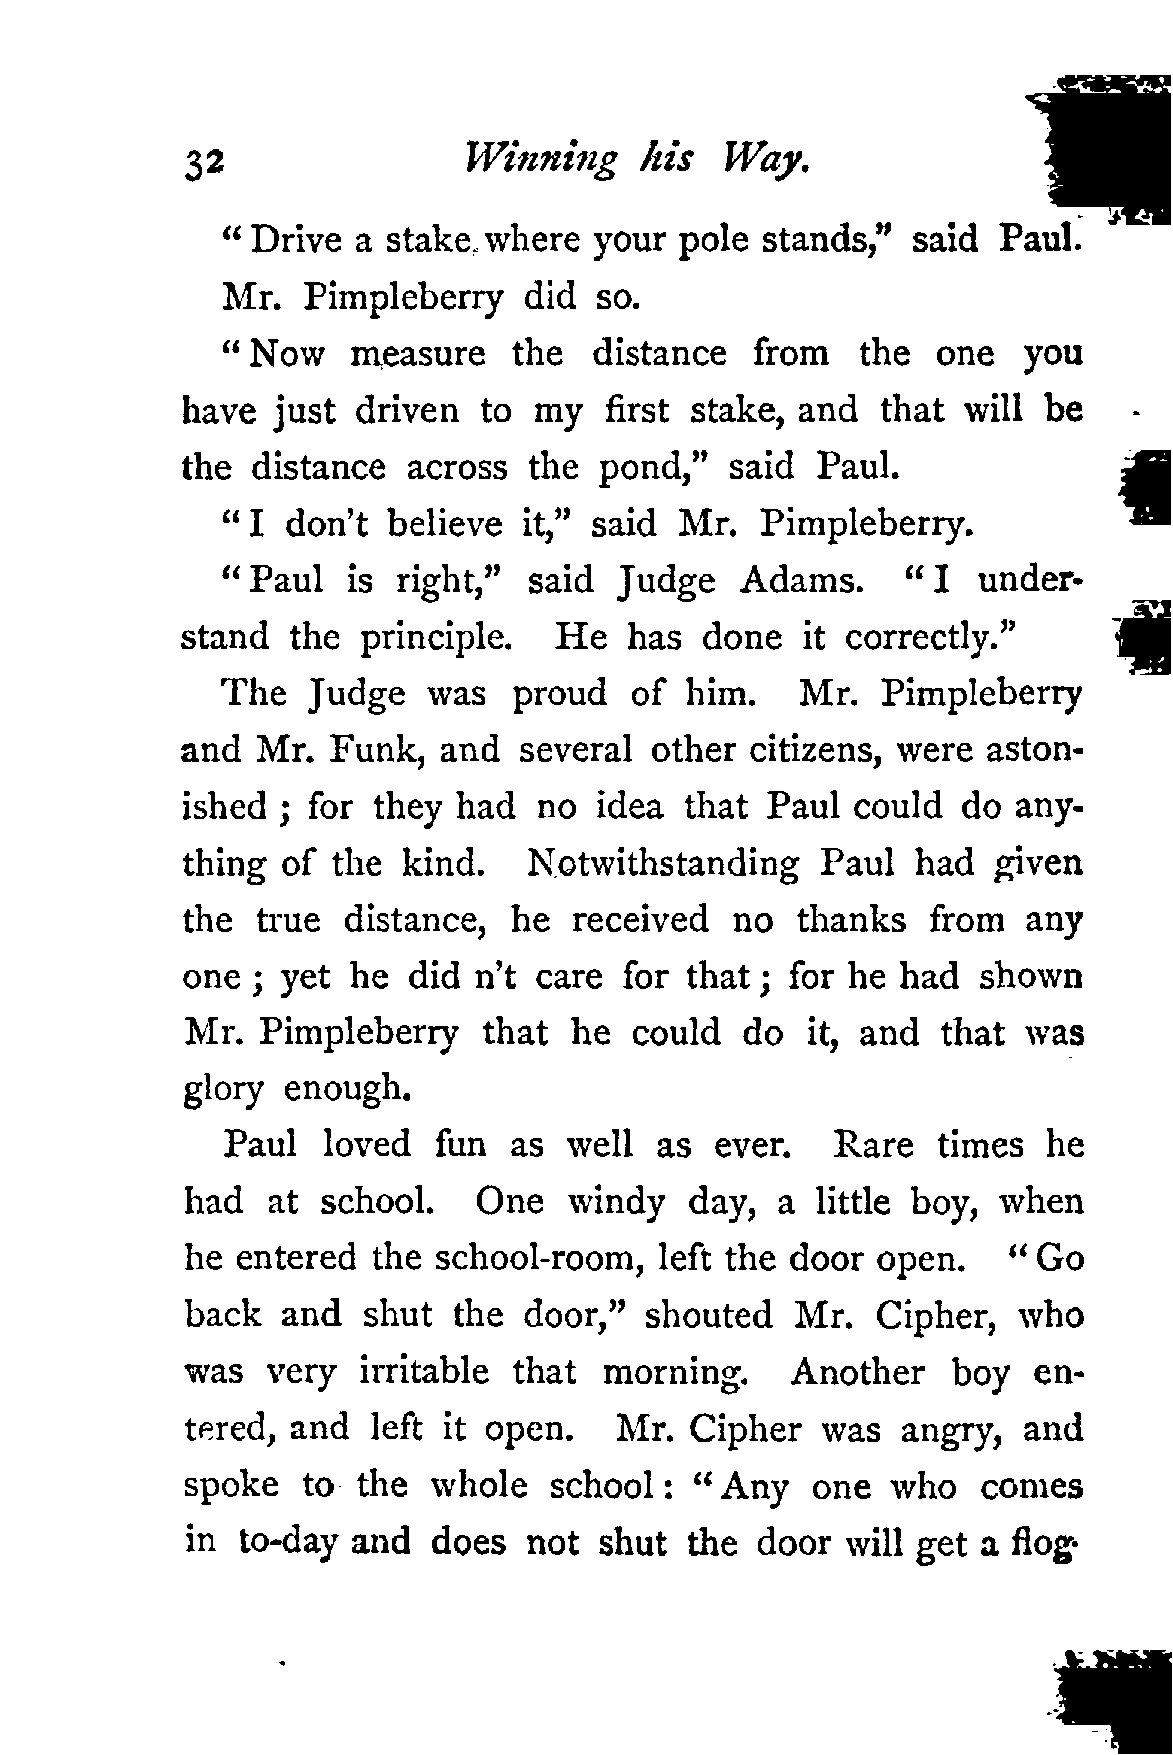 32 Winning his Way.
“ Drive a stake where your pole stands,” said Paul.
Mr. Pimpleberry did so.
“ Now measure the distance from the one you
have just driven to my first stake, and that will be
the distance across the pond,” said Paul.
“ I don’t believe it,” said Mr. Pimpleberry.
“ Paul is right,” said Judge Adams. “ I under-
stand the principle. He has done it correctly.”
The Judge was proud of him. Mr. Pimpleberry
and Mr. Funk, and several other citizens, were aston-
ished ; for they had no idea that Paul could do any-
thing of the kind. Notwithstanding Paul had given
the true distance, he received no thanks from any
one ; yet he did n’t care for that ; for he had shown
Mr. Pimpleberry that he could do it, and that was
glory enough.
Paul loved fun as well as ever. Rare times he
had at school. One windy day, a little boy, when
he entered the school-room, left the door open. “ Go
back and shut the door,” shouted Mr. Cipher, who
was very irritable that morning. Another boy en-
tered, and left it open. Mr. Cipher was angry, and
spoke to the whole school : “ Any one who comes
in to-day and does not shut the door will get a flog-